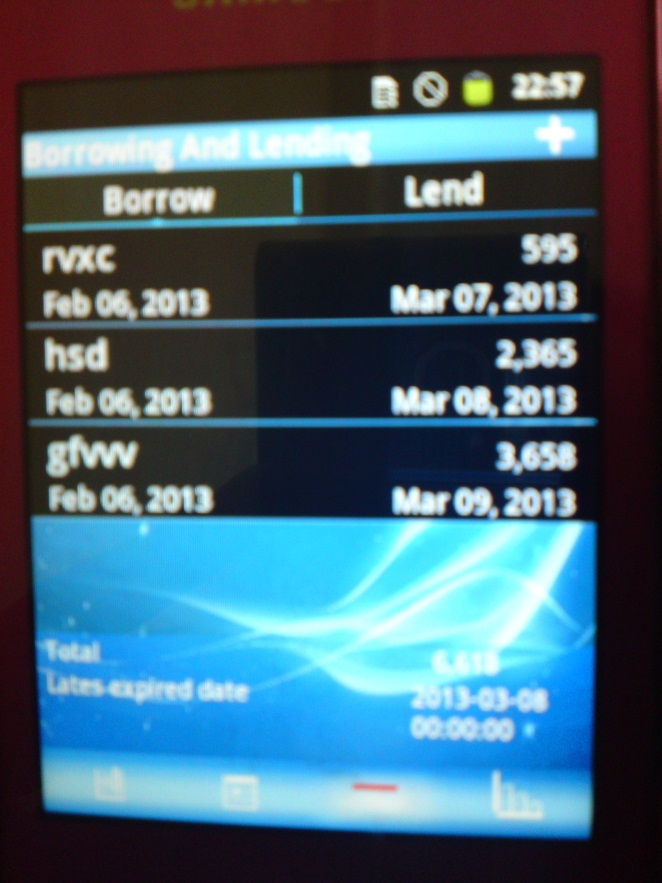 22:57
Borrowing And Lending
Borrow Lend
rvxc 595
Feb 06, 2013 Mar 07, 2013
hsd 2,365
Feb 06, 2013 Mar 08, 2013
gfvvv 3,658
Feb 06, 2013 Mar 09, 2013
Total 6,618
Lates-expired date 2013-03-08
00:00:00